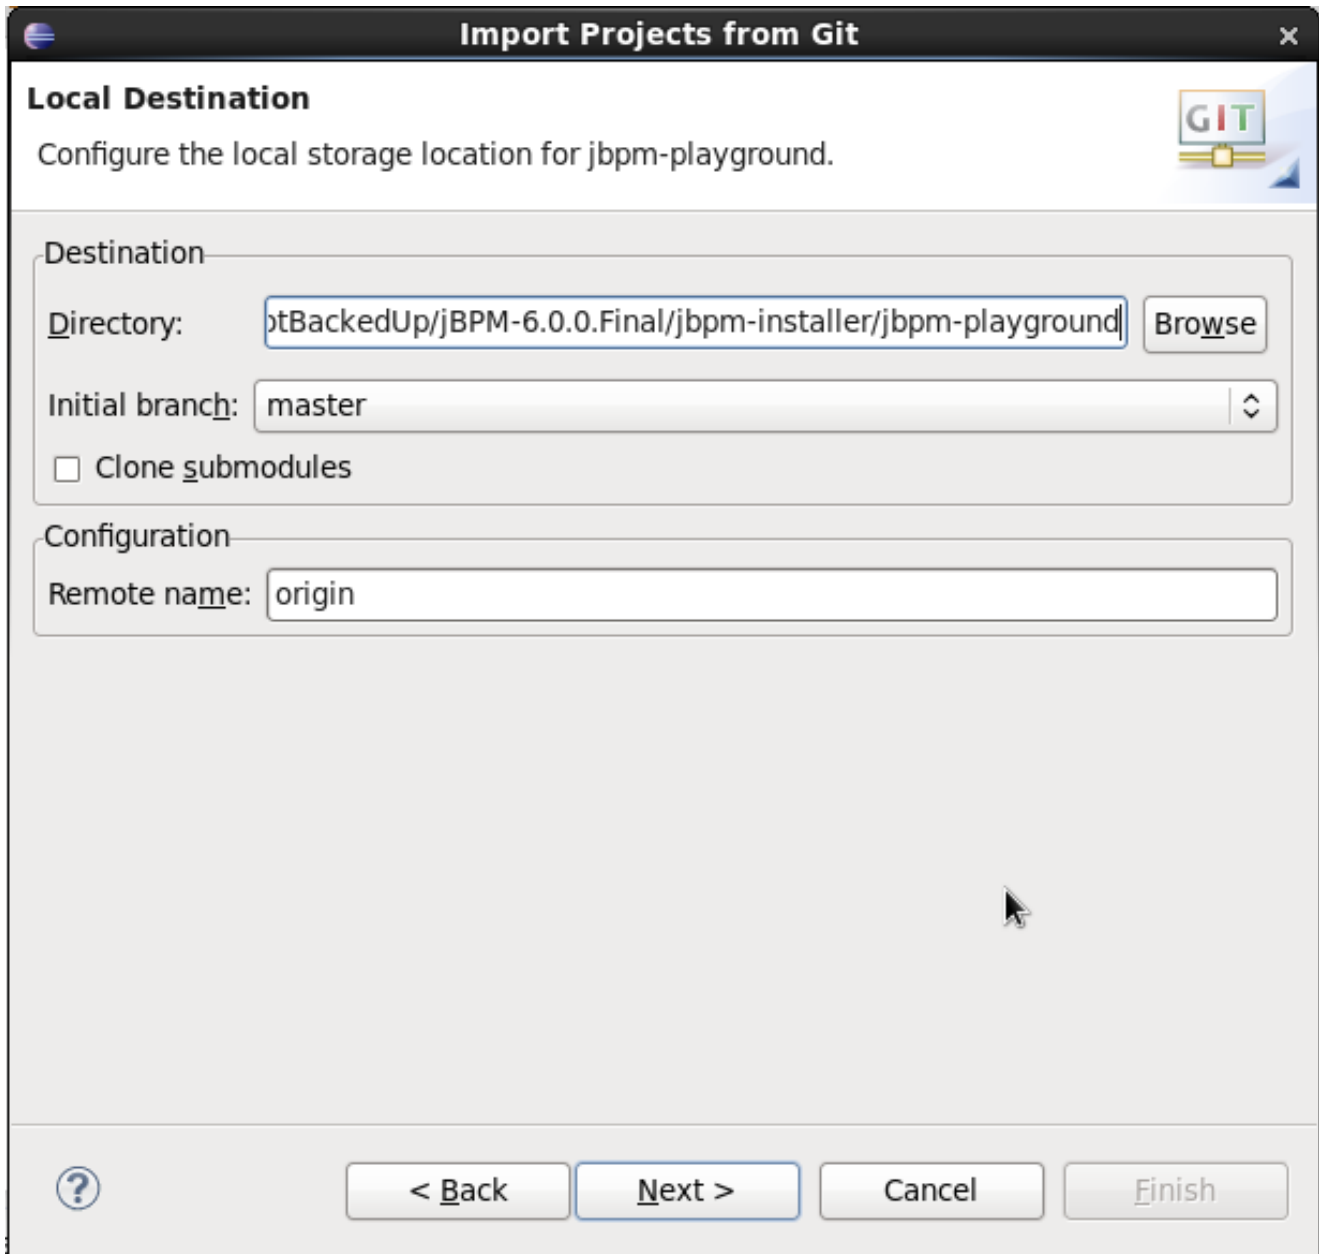 Import Projects from Git
Local Destination
Configure the local storage location for jbpm-playground.
GIT
Destination
Directory: otBackedUp/jBPM-6.0.0.Final/jbpm-installer/jbpm-playground Browse
Initial branch: master
Clone submodules
Configuration
Remote name: origin
? < Back Next > Cancel Finish